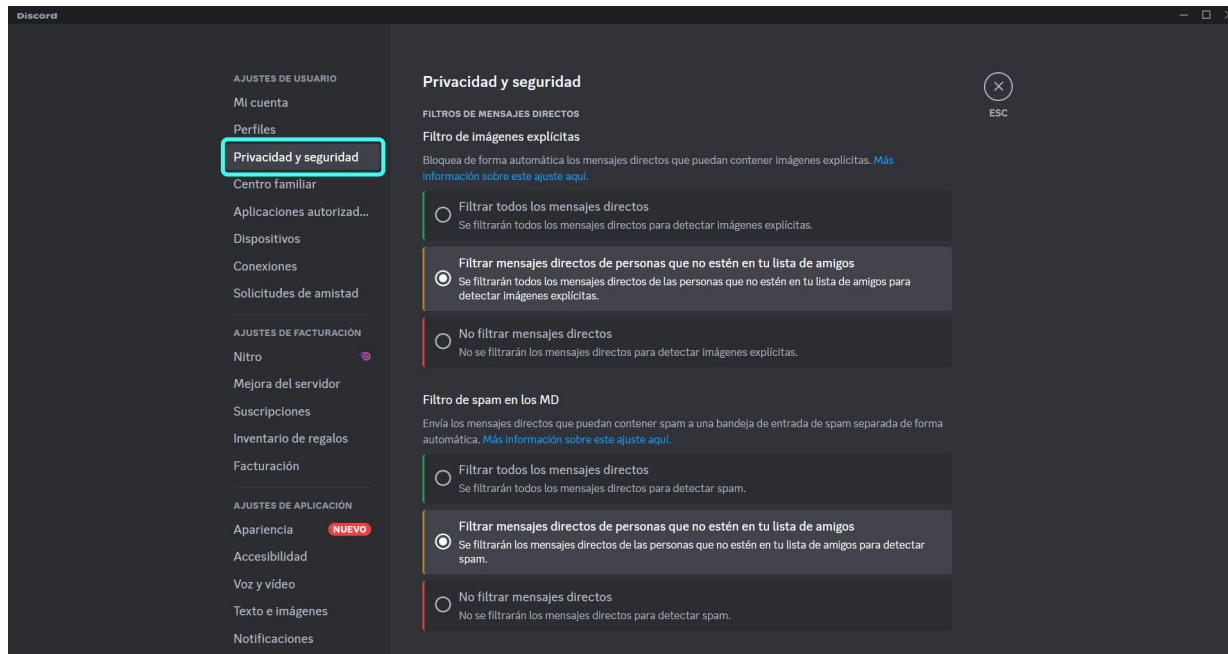 Discord
AJUSTES DE USUARIO
Mi cuenta
Perfiles
Privacidad y seguridad
Centro familiar
Aplicaciones autorizad...
Dispositivos
Conexiones
Solicitudes de amistad
AJUSTES DE FACTURACIÓN
Nitro
Mejora del servidor
Suscripciones
Inventario de regalos
Facturación
AJUSTES DE APLICACIÓN
Apariencia NUEVO
Accesibilidad
Voz y vídeo
Texto e imágenes
Notificaciones
Privacidad y seguridad
ESC
FILTROS DE MENSAJES DIRECTOS
Filtro de imágenes explícitas
Bloquea de forma automática los mensajes directos que puedan contener imágenes explícitas. Más
información sobre este ajuste aquí.
Filtrar todos los mensajes directos
Se filtrarán todos los mensajes directos para detectar imágenes explícitas.
Filtrar mensajes directos de personas que no estén en tu lista de amigos
Se filtrarán todos los mensajes directos de las personas que no estén en tu lista de amigos para
detectar imágenes explícitas.
No filtrar mensajes directos
No se filtrarán los mensajes directos para detectar imágenes explícitas.
Filtro de spam en los MD
Envía los mensajes directos que puedan contener spam a una bandeja de entrada de spam separada de forma
automática. Más información sobre este ajuste aquí.
Filtrar todos los mensajes directos
Se filtrarán todos los mensajes directos para detectar spam.
Filtrar mensajes directos de personas que no estén en tu lista de amigos
Se filtrarán los mensajes directos de las personas que no estén en tu lista de amigos para detectar
spam.
No filtrar mensajes directos
No se filtrarán los mensajes directos para detectar spam.